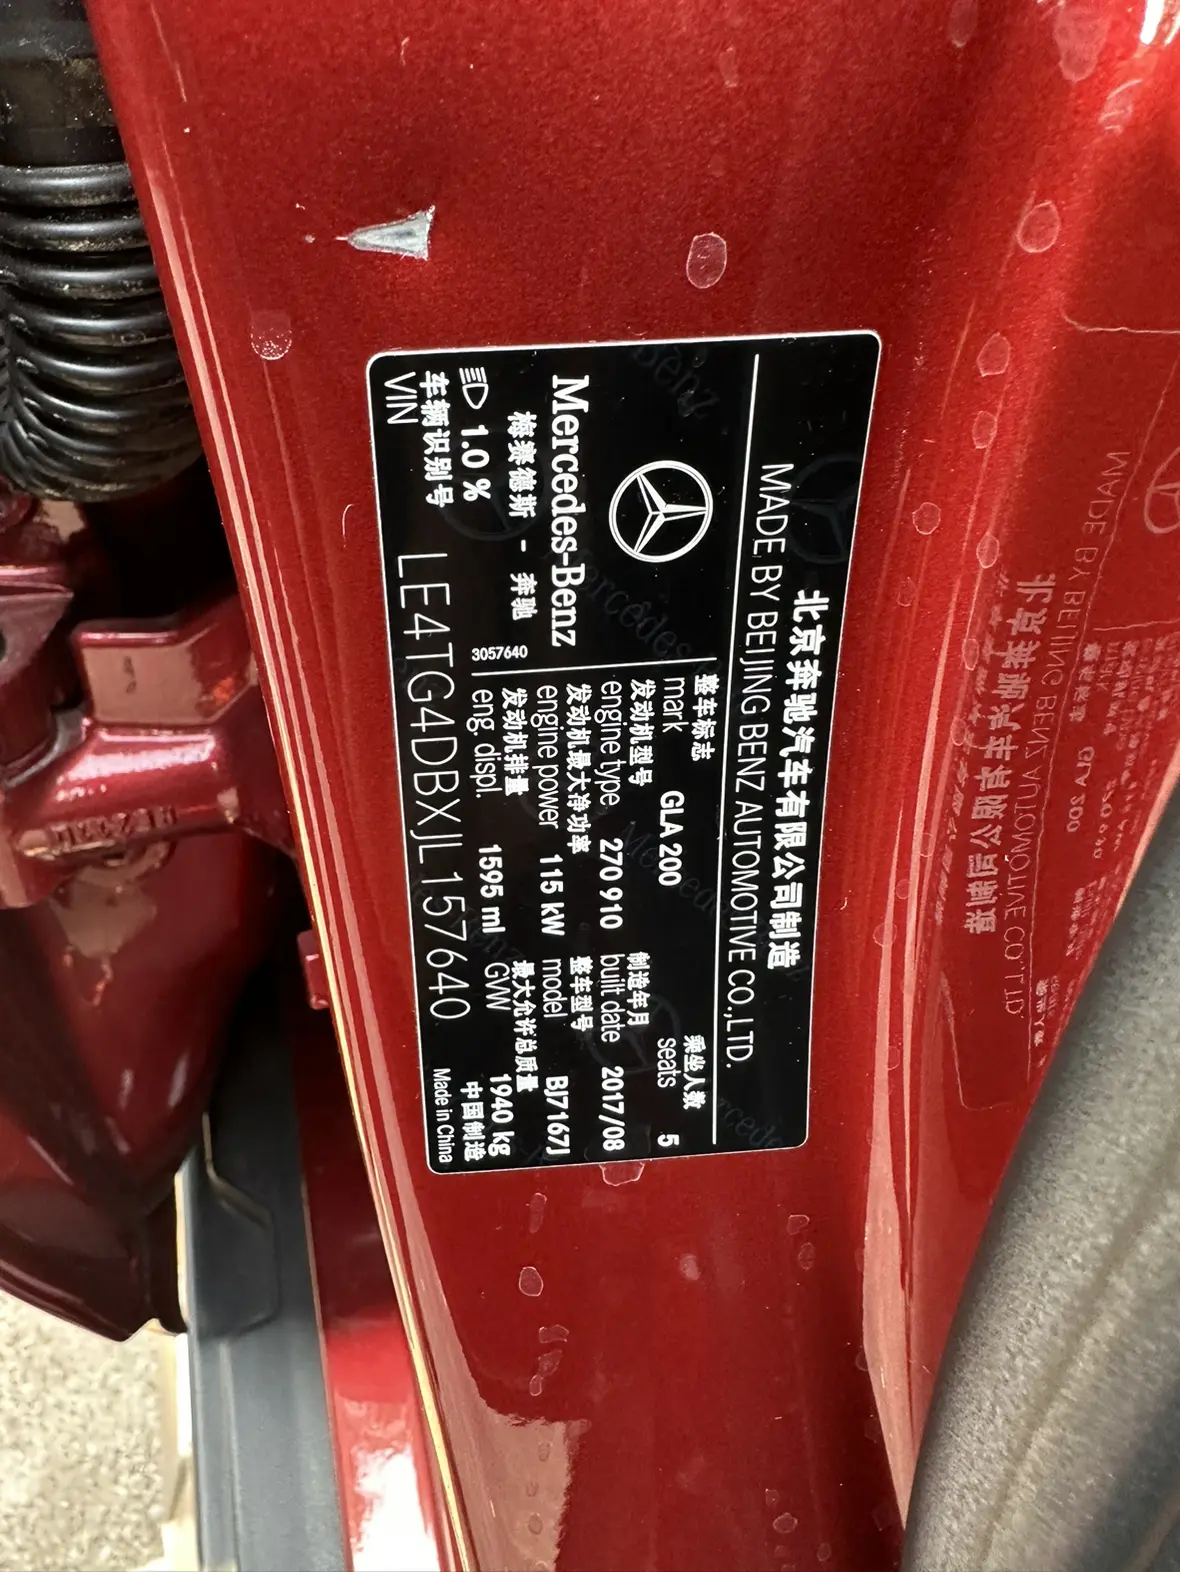 北京奔驰汽车有限公司制造
MADE BY BEIJING BENZ AUTOMOTIVE CO.,LTD.
Mercedes-Benz
梅赛德斯 - 奔驰
1.0 %
3057640
整车标志
mark GLA 200
乘坐人数
seats 5
发动机型号
engine type 270 910
制造年月
built date 2017/08
发动机最大净功率
engine power 115 kW
整车型号
model BJ7167J
发动机排量
eng. displ. 1595 ml
最大允许总质量
GVW 1940 kg
车辆识别号
VIN LE4TG4DBXJL157640
中国制造
Made in China